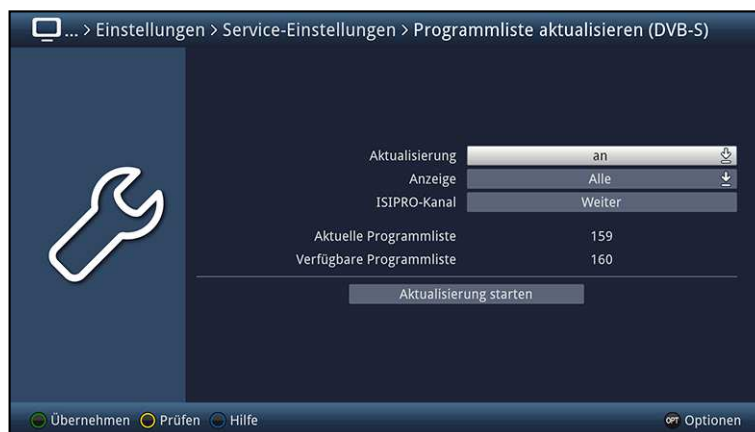 ... > Einstellungen > Service-Einstellungen > Programmliste aktualisieren (DVB-S)
Aktualisierung an
Anzeige Alle
ISIPRO-Kanal Weiter
Aktuelle Programmliste 159
Verfügbare Programmliste 160
Aktualisierung starten
Übernehmen Prüfen Hilfe OPT Optionen